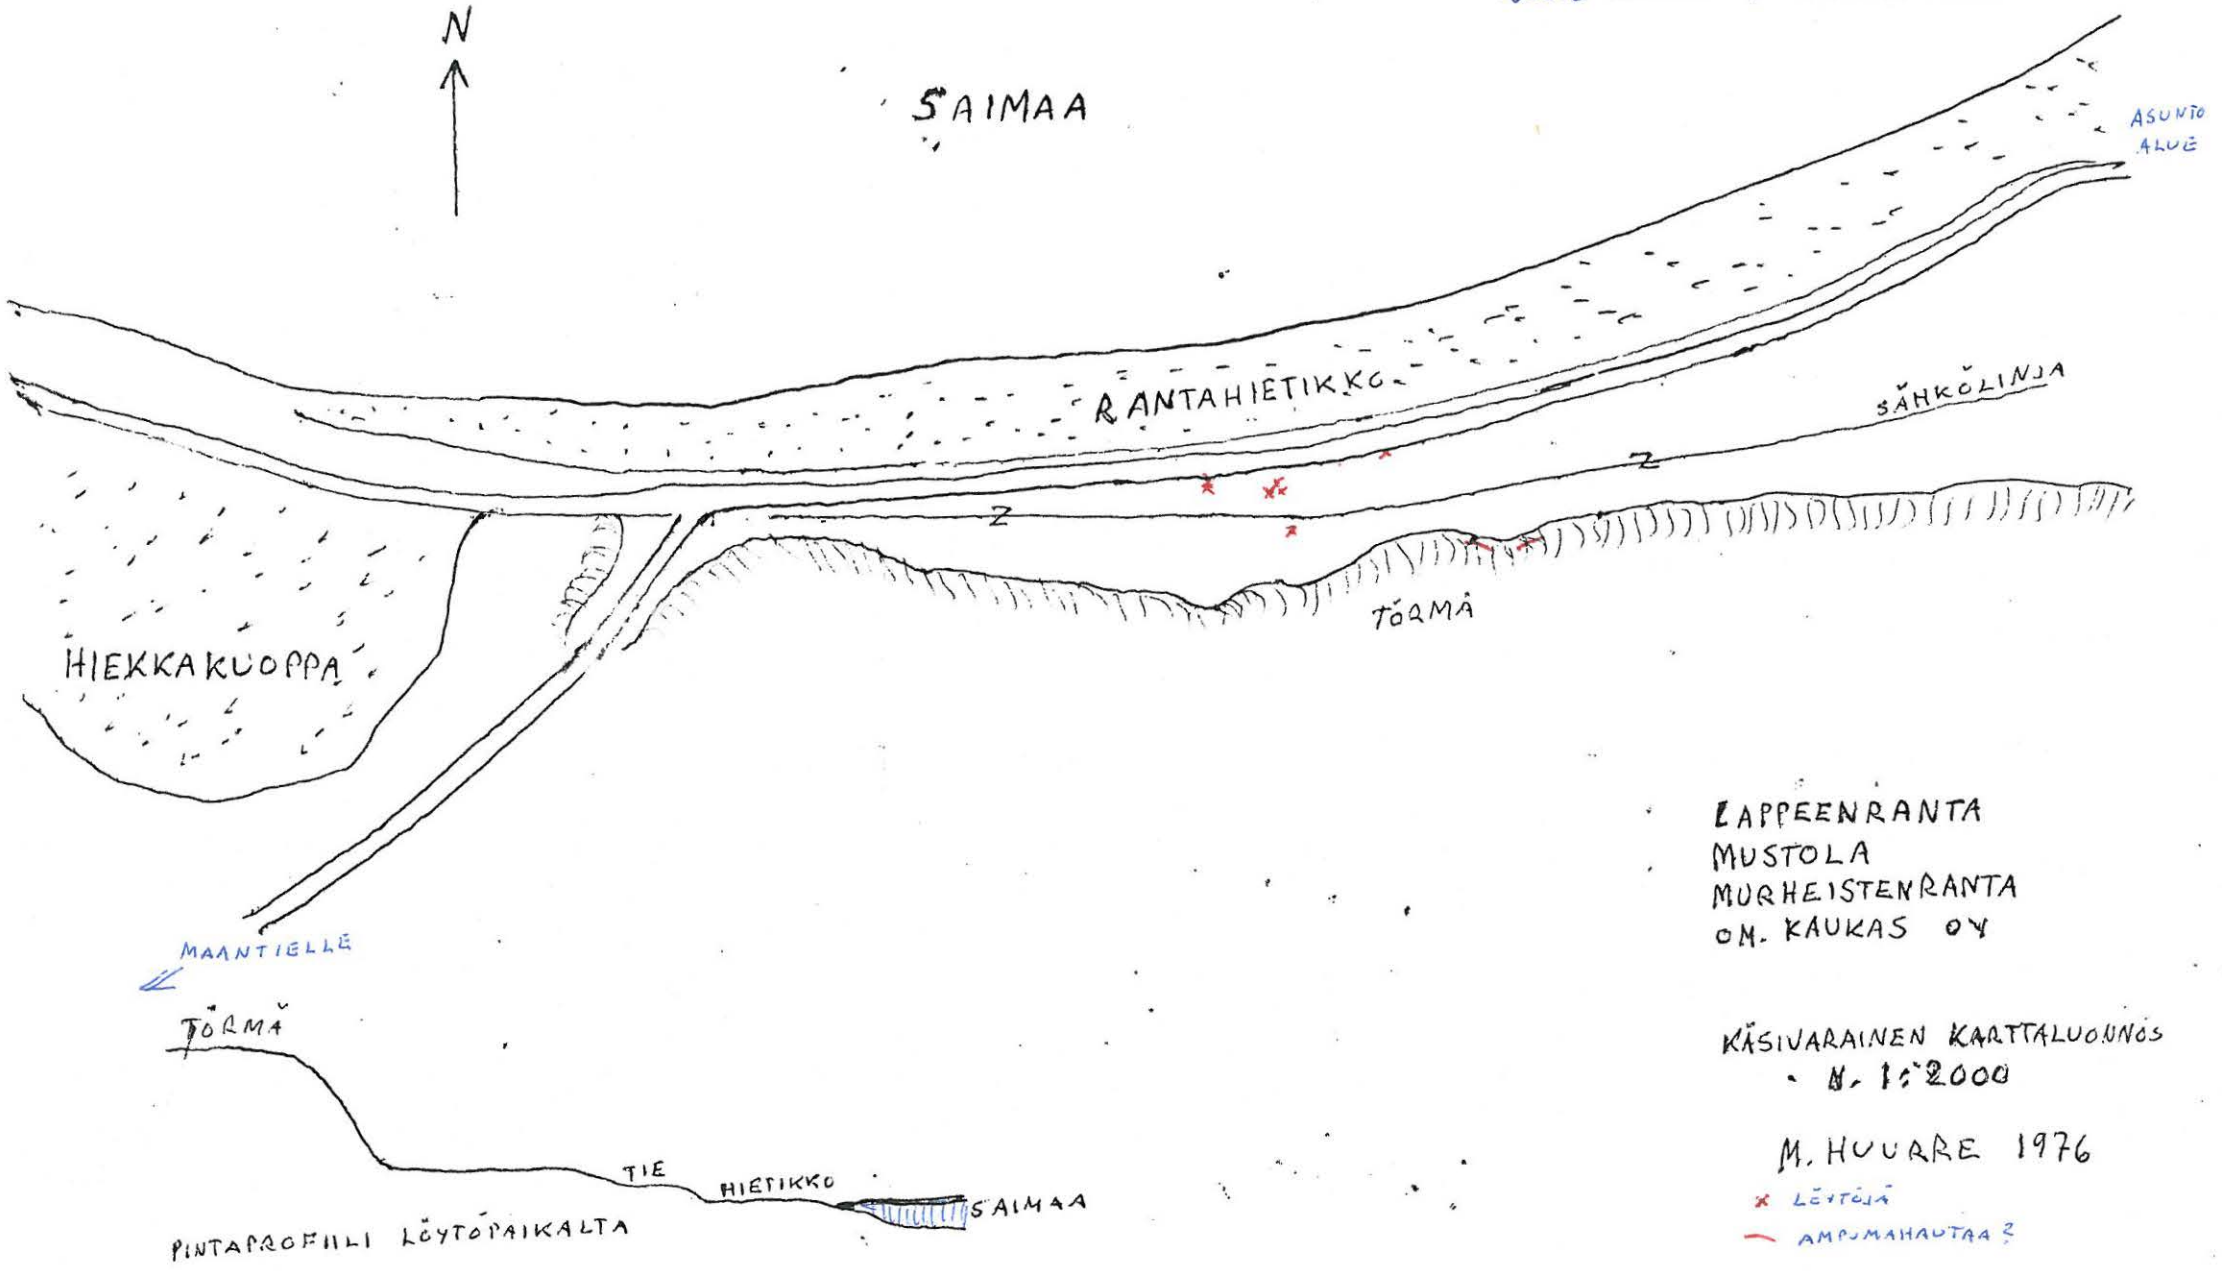 N
SAIMAA
ASUNTO
ALUE
RANTAHIETIKKO
SÄHKÖLINJA
Z
Z
TÖRMÄ
HIEKKAKUOPPA
MAANTIELLE
LAPPEENRANTA
MUSTOLA
MURHEISTENRANTA
OM. KAUKAS OY
TÖRMÄ
TIE
HIETIKKO
SAIMAA
PINTAPROFIILI LÖYTÖPAIKALTA
KÄSIVARAINEN KARTTALUONNOS
N. 1:2000
M. HUURRE 1976
x LÖYTÖJÄ
— AMPUMAHAUTAA?